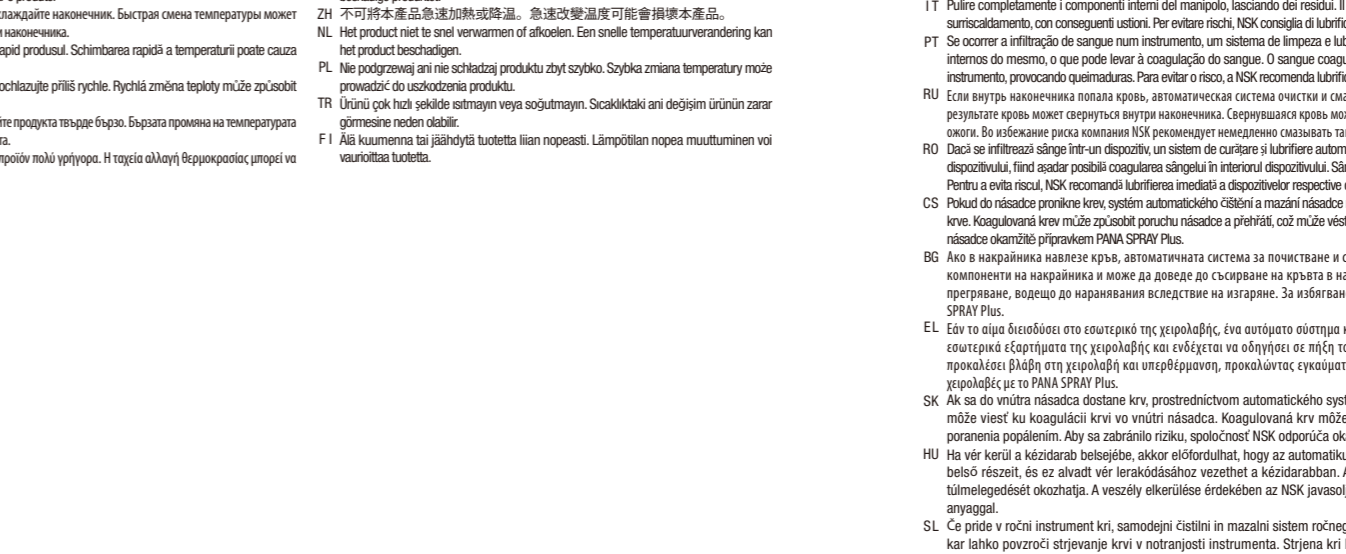 клаждайте наконечник. Быстрая смена температуры может
наконечника.
apid produsul. Schimbarea rapidă a temperaturii poate cauza
ochlazujte příliš rychle. Rychlá změna teploty může způsobit
те продукта твърде бързо. Бързата промяна на температурата
та.
προϊόν πολύ γρήγορα. Η ταχεία αλλαγή θερμοκρασίας μπορεί να
ZH 不可將本產品急速加熱或降温。急速改變温度可能會損壞本產品。
NL Het product niet te snel verwarmen of afkoelen. Een snelle temperatuurverandering kan
het product beschadigen.
PL Nie podgrzewaj ani nie schładzaj produktu zbyt szybko. Szybka zmiana temperatury może
prowadzić do uszkodzenia produktu.
TR Ürünü çok hızlı şekilde ısıtmayın veya soğutmayın. Sıcaklıktaki ani değişim ürünün zarar
görmesine neden olabilir.
FI Älä kuumenna tai jäähdytä tuotetta liian nopeasti. Lämpötilan nopea muuttuminen voi
vaurioittaa tuotetta.
IT Pulire completamente i componenti interni del manipolo, lasciando dei residui. Il
surriscaldamento, con conseguenti ustioni. Per evitare rischi, NSK consiglia di lubrific
PT Se ocorrer a infiltração de sangue num instrumento, um sistema de limpeza e lub
internos do mesmo, o que pode levar à coagulação do sangue. O sangue coagu
instrumento, provocando queimaduras. Para evitar o risco, a NSK recomenda lubrific
RU Если внутрь наконечника попала кровь, автоматическая система очистки и сма
результате кровь может свернуться внутри наконечника. Свернувшаяся кровь мож
ожоги. Во избежание риска компания NSK рекомендует немедленно смазывать та
RO Dacă se infiltrează sânge într-un dispozitiv, un sistem de curățare și lubrifiere autom
dispozitivului, fiind așadar posibilă coagularea sângelui în interiorul dispozitivului. Sân
Pentru a evita riscul, NSK recomandă lubrifierea imediată a dispozitivelor respective
CS Pokud do násadce pronikne krev, systém automatického čištění a mazání násadce
krve. Koagulovaná krev může způsobit poruchu násadce a přehřátí, což může vést
násadce okamžitě přípravkem PANA SPRAY Plus.
BG Ако в накрайника навлезе кръв, автоматичната система за почистване и с
компоненти на накрайника и може да доведе до съсирване на кръвта в на
прегряване, водещо до наранявания вследствие на изгаряне. За избягван
SPRAY Plus.
EL Εάν το αίμα διεισδύσει στο εσωτερικό της χειρολαβής, ένα αυτόματο σύστημα κ
εσωτερικά εξαρτήματα της χειρολαβής και ενδέχεται να οδηγήσει σε πήξη το
προκαλέσει βλάβη στη χειρολαβή και υπερθέρμανση, προκαλώντας εγκαύματ
χειρολαβές με το PANA SPRAY Plus.
SK Ak sa do vnútra násadca dostane krv, prostredníctvom automatického syst
môže viesť ku koagulácii krvi vo vnútri násadca. Koagulovaná krv môže
poranenia popálením. Aby sa zabránilo riziku, spoločnosť NSK odporúča oka
HU Ha vér kerül a kézidarab belsejébe, akkor előfordulhat, hogy az automatiku
belső részeit, és ez alvadt vér lerakódásához vezethet a kézidarabban. A
túlmelegedését okozhatja. A veszély elkerülése érdekében az NSK javasolj
anyaggal.
SL Če pride v ročni instrument kri, samodejni čistilni in mazalni sistem ročneg
kar lahko povzroči strjevanje krvi v notranjosti instrumenta. Strjena kri l